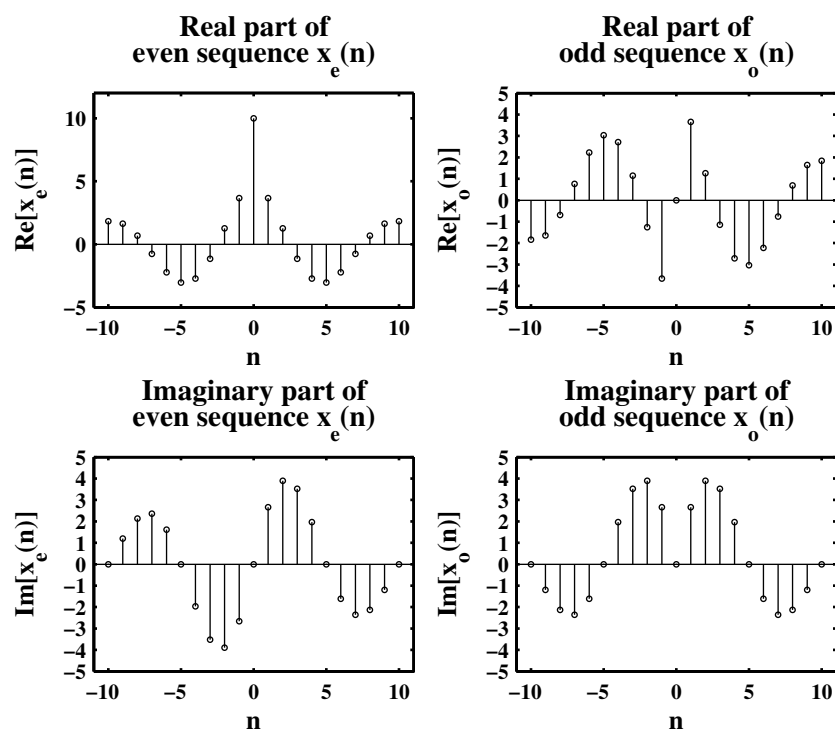 Real part of
even sequence x_e(n)
Re[x_e(n)]
10
5
0
−5
−10 −5 0 5 10
n
Real part of
odd sequence x_o(n)
Re[x_o(n)]
5
4
3
2
1
0
−1
−2
−3
−4
−5
−10 −5 0 5 10
n
Imaginary part of
even sequence x_e(n)
Im[x_e(n)]
5
4
3
2
1
0
−1
−2
−3
−4
−5
−10 −5 0 5 10
n
Imaginary part of
odd sequence x_o(n)
Im[x_o(n)]
5
4
3
2
1
0
−1
−2
−3
−4
−5
−10 −5 0 5 10
n